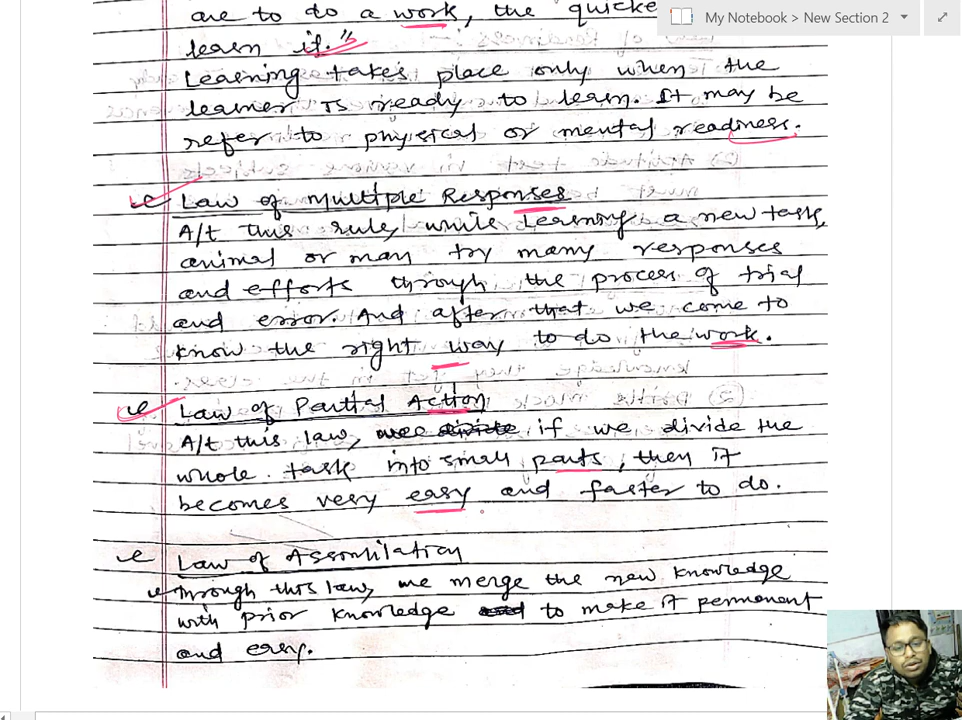 are to do a work, the quicke
My Notebook > New Section 2
learn it."
Learning takes place only when the
learner is ready to learn. It may be
refer to physical or mental readiness.
Law of Multiple Responses
A/t this rule, while Learning a new task,
animal or man try many responses
and efforts through the process of trial
and error. And after that we come to
know the right way to do the work.
Law of Partial Action
A/t this law, if we divide the
whole task into small parts, then it
becomes very easy and faster to do.
Law of Assomilation
Through this law, we merge the new knowledge
with prior knowledge to make it permanent
and easy.